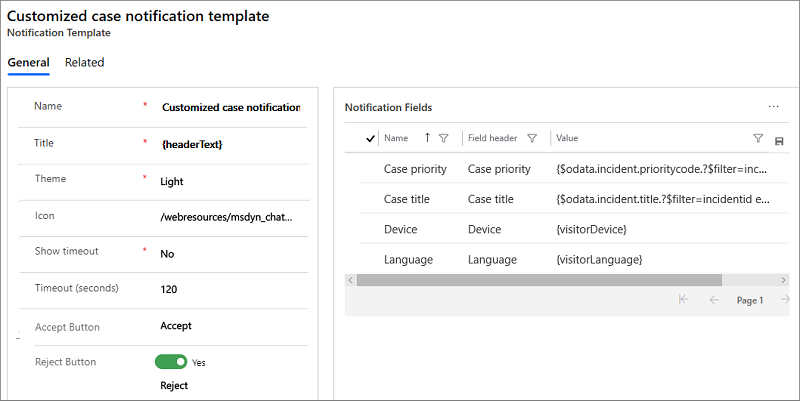 Customized case notification template
Notification Template
General Related
Name * Customized case notification
Title * {headerText}
Theme * Light
Icon /webresources/msdyn_chat...
Show timeout * No
Timeout (seconds) 120
Accept Button Accept
Reject Button Yes
Reject
Notification Fields
Name Field header Value
Case priority Case priority {$odata.incident.prioritycode.?$filter=inc...
Case title Case title {$odata.incident.title.?$filter=incidentid e...
Device Device {visitorDevice}
Language Language {visitorLanguage}
Page 1